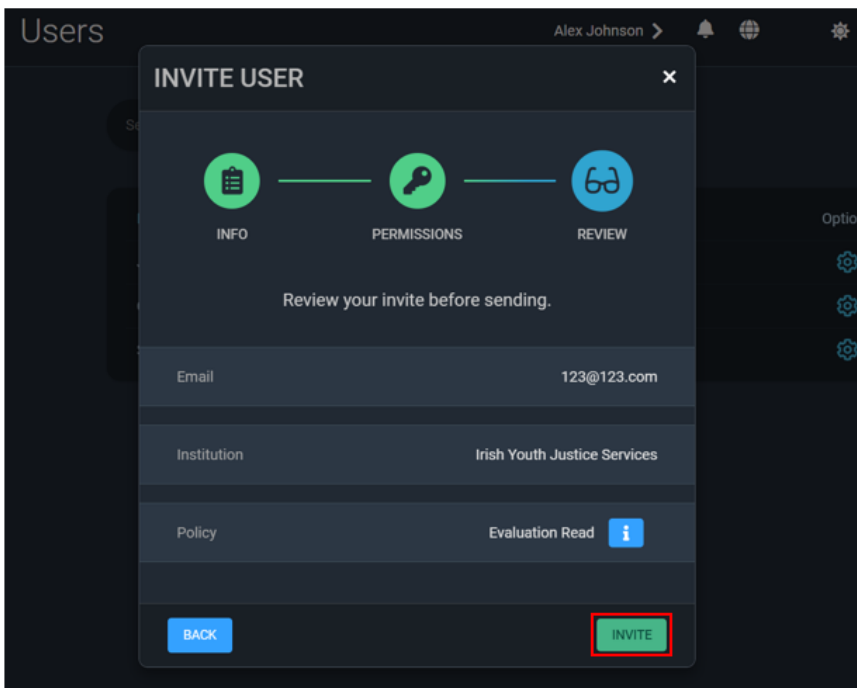 Users
Alex Johnson
INVITE USER
INFO
PERMISSIONS
REVIEW
Optio
Review your invite before sending.
Email
123@123.com
Institution
Irish Youth Justice Services
Policy
Evaluation Read
BACK
INVITE